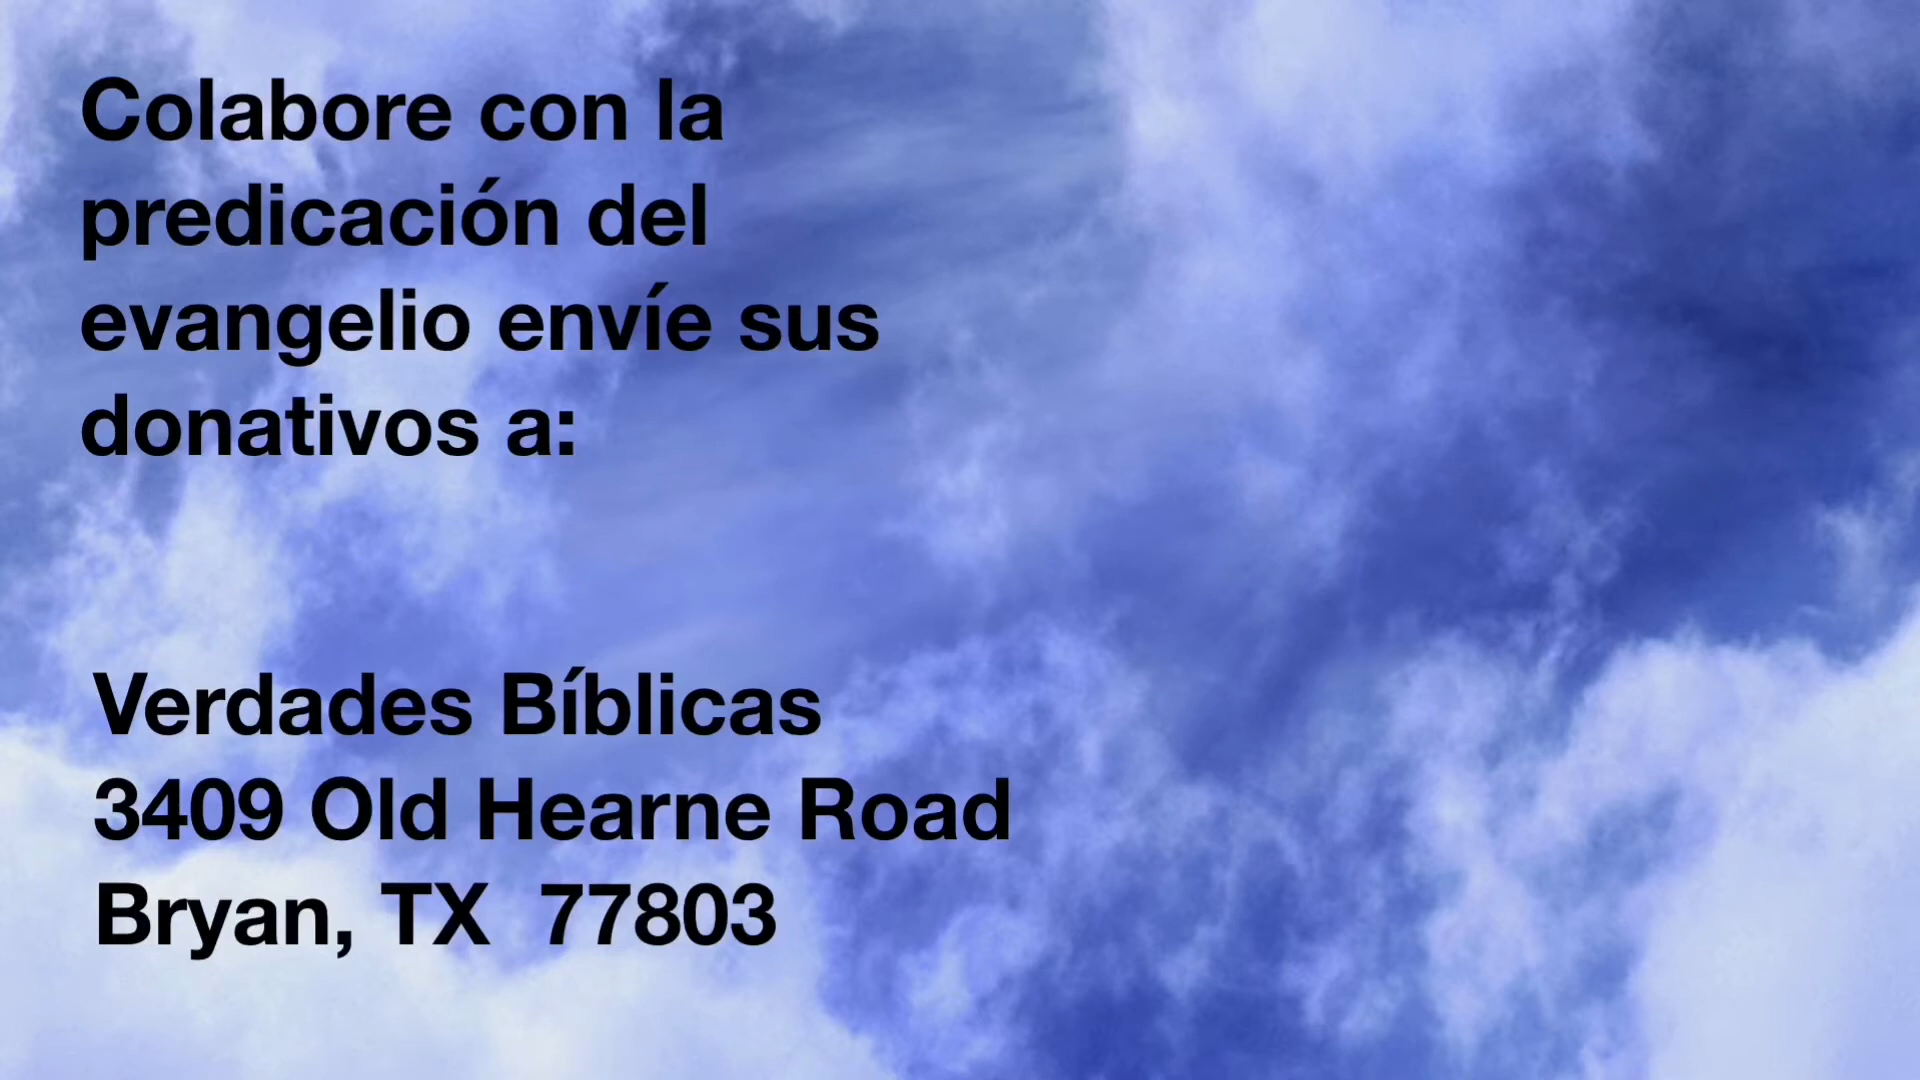 Colabore con la
predicación del
evangelio envíe sus
donativos a:
Verdades Bíblicas
3409 Old Hearne Road
Bryan, TX  77803